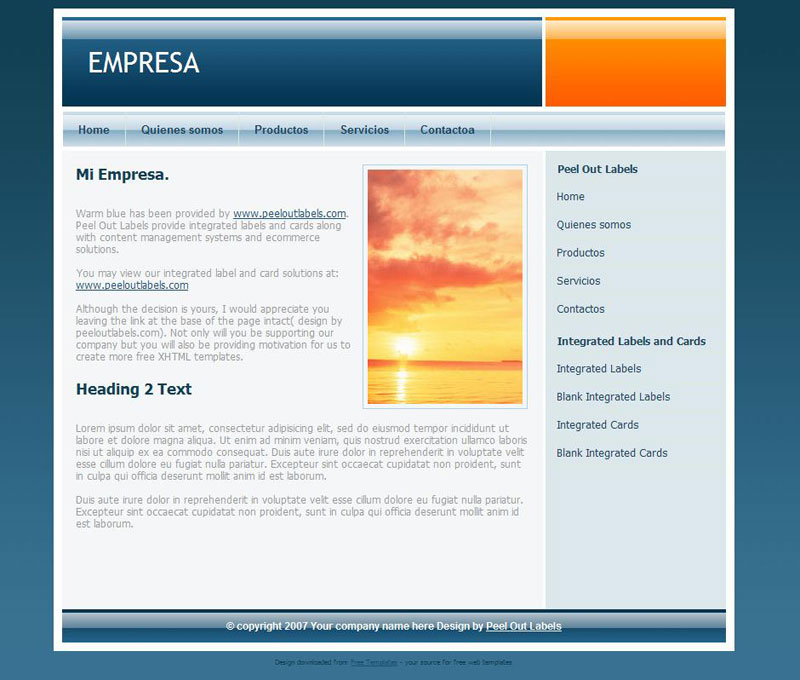 EMPRESA
Home Quienes somos Productos Servicios Contactoa
Mi Empresa.
Warm blue has been provided by www.peeloutlabels.com.
Peel Out Labels provide integrated labels and cards along
with content management systems and ecommerce
solutions.
You may view our integrated label and card solutions at:
www.peeloutlabels.com
Although the decision is yours, I would appreciate you
leaving the link at the base of the page intact( design by
peeloutlabels.com). Not only will you be supporting our
company but you will also be providing motivation for us to
create more free XHTML templates.
Heading 2 Text
Lorem ipsum dolor sit amet, consectetur adipisicing elit, sed do eiusmod tempor incididunt ut
labore et dolore magna aliqua. Ut enim ad minim veniam, quis nostrud exercitation ullamco laboris
nisi ut aliquip ex ea commodo consequat. Duis aute irure dolor in reprehenderit in voluptate velit
esse cillum dolore eu fugiat nulla pariatur. Excepteur sint occaecat cupidatat non proident, sunt
in culpa qui officia deserunt mollit anim id est laborum.
Duis aute irure dolor in reprehenderit in voluptate velit esse cillum dolore eu fugiat nulla pariatur.
Excepteur sint occaecat cupidatat non proident, sunt in culpa qui officia deserunt mollit anim id
est laborum.
Peel Out Labels
Home
Quienes somos
Productos
Servicios
Contactos
Integrated Labels and Cards
Integrated Labels
Blank Integrated Labels
Integrated Cards
Blank Integrated Cards
© copyright 2007 Your company name here Design by Peel Out Labels
Design downloaded from Free Templates - your source for free web templates